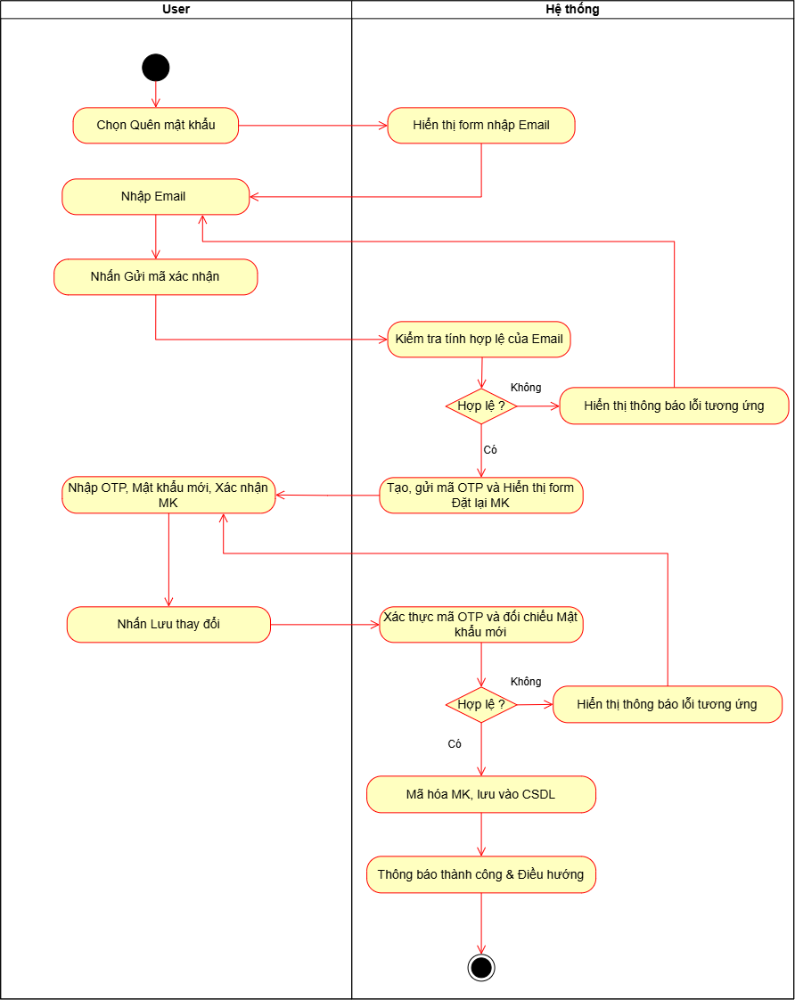 User
Hệ thống
Chọn Quên mật khẩu
Hiển thị form nhập Email
Nhập Email
Nhấn Gửi mã xác nhận
Kiểm tra tính hợp lệ của Email
Không
Hợp lệ ?
Hiển thị thông báo lỗi tương ứng
Có
Nhập OTP, Mật khẩu mới, Xác nhận
MK
Tạo, gửi mã OTP và Hiển thị form
Đặt lại MK
Nhấn Lưu thay đổi
Xác thực mã OTP và đối chiếu Mật
khẩu mới
Không
Hợp lệ ?
Hiển thị thông báo lỗi tương ứng
Có
Mã hóa MK, lưu vào CSDL
Thông báo thành công & Điều hướng